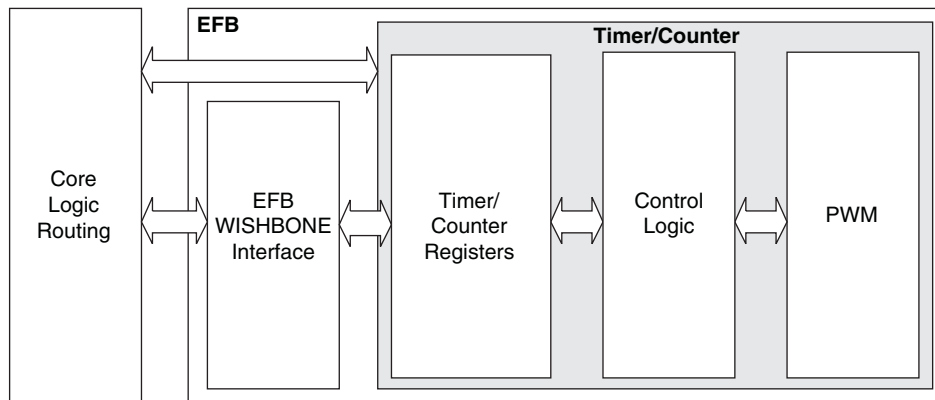 EFB
Timer/Counter
Core
Logic
Routing
EFB
WISHBONE
Interface
Timer/
Counter
Registers
Control
Logic
PWM